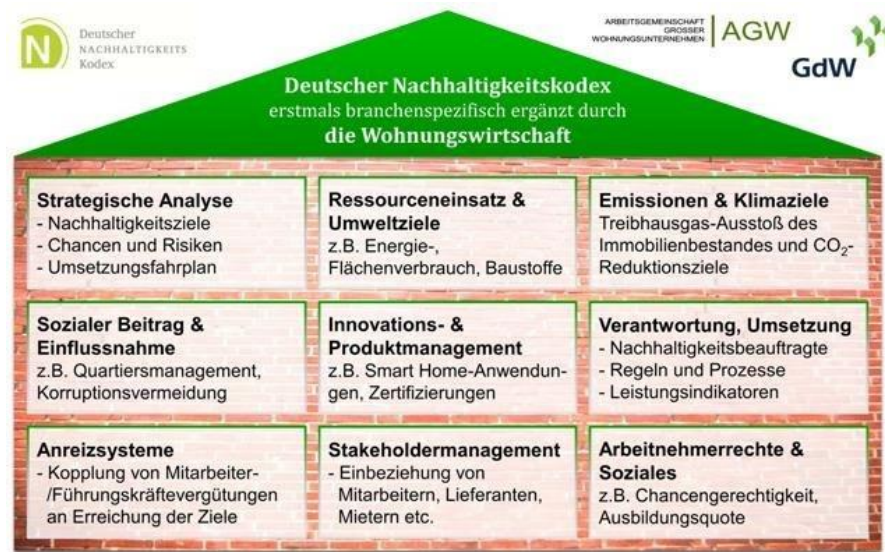 Deutscher
NACHHALTIGKEITS
Kodex
ARBEITSGEMEINSCHAFT
GROSSER
WOHNUNGSUNTERNEHMEN
AGW
GdW
Deutscher Nachhaltigkeitskodex
erstmals branchenspezifisch ergänzt durch
die Wohnungswirtschaft
Strategische Analyse
- Nachhaltigkeitsziele
- Chancen und Risiken
- Umsetzungsfahrplan
Ressourceneinsatz &
Umweltziele
z.B. Energie-,
Flächenverbrauch, Baustoffe
Emissionen & Klimaziele
Treibhausgas-Ausstoß des
Immobilienbestandes und CO₂-
Reduktionsziele
Sozialer Beitrag &
Einflussnahme
z.B. Quartiersmanagement,
Korruptionsvermeidung
Innovations- &
Produktmanagement
z.B. Smart Home-Anwendun-
gen, Zertifizierungen
Verantwortung, Umsetzung
- Nachhaltigkeitsbeauftragte
- Regeln und Prozesse
- Leistungsindikatoren
Anreizsysteme
- Kopplung von Mitarbeiter-
/Führungskräftevergütungen
an Erreichung der Ziele
Stakeholdermanagement
- Einbeziehung von
Mitarbeitern, Lieferanten,
Mietern etc.
Arbeitnehmerrechte &
Soziales
z.B. Chancengerechtigkeit,
Ausbildungsquote